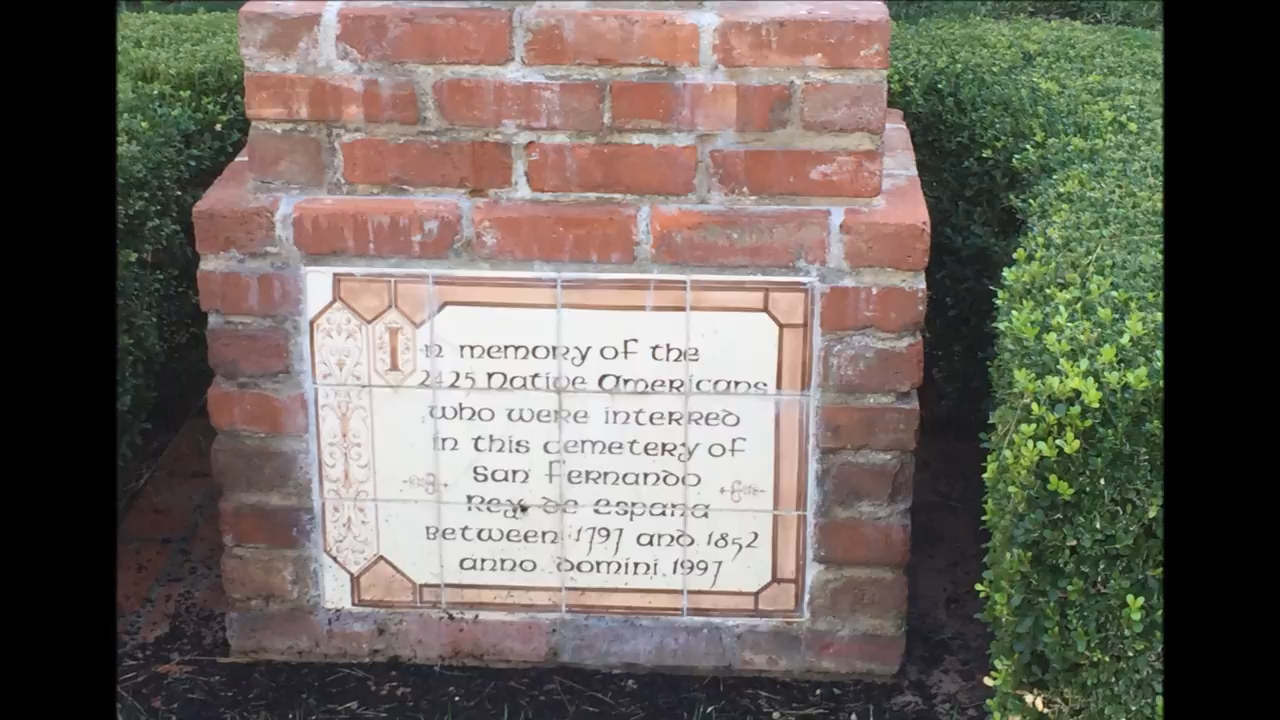 In memory of the
2425 Native Americans
who were interred
in this cemetery of
San Fernando
Rey de Espana
Between 1797 and 1852
anno domini 1997